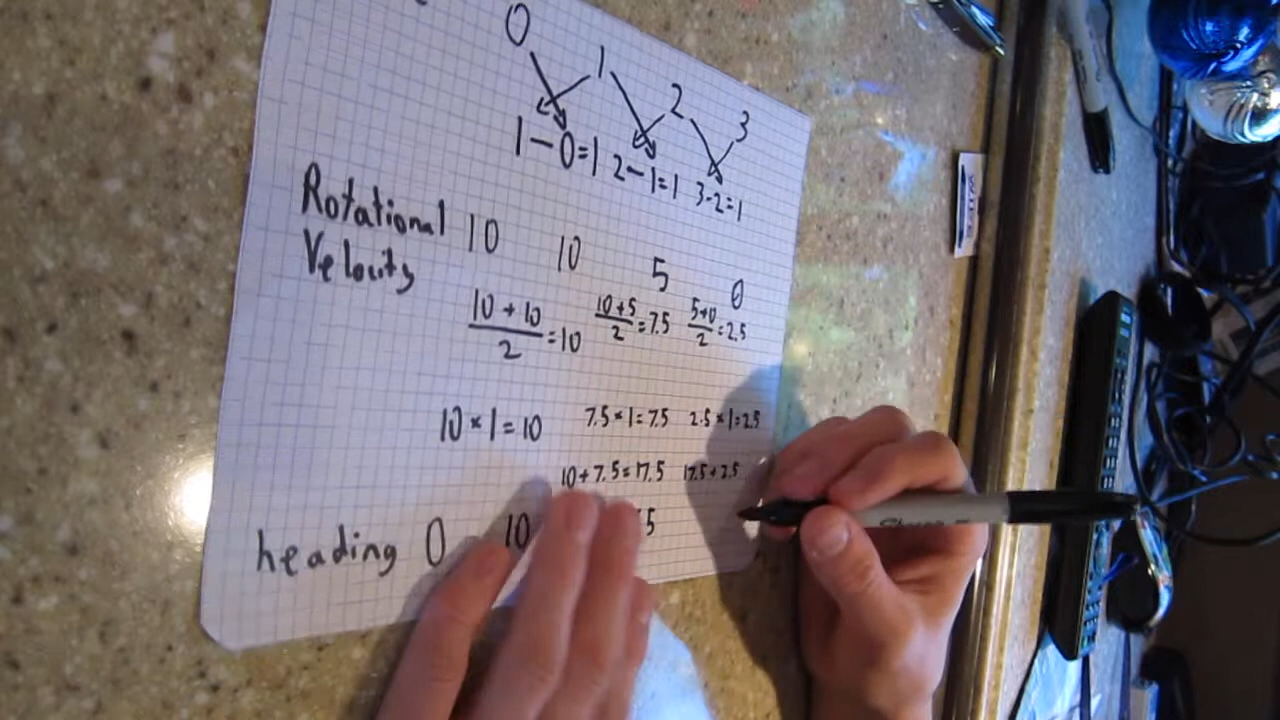 0 1 2 3
1-0=1 2-1=1 3-2=1
Rotational
Velocity 10 10 5 0
10+10/2=10 10+5/2=7.5 5+0/2=2.5
10×1=10 7.5×1=7.5 2.5×1=2.5
10+7.5=17.5 17.5+2.5
heading 0 10